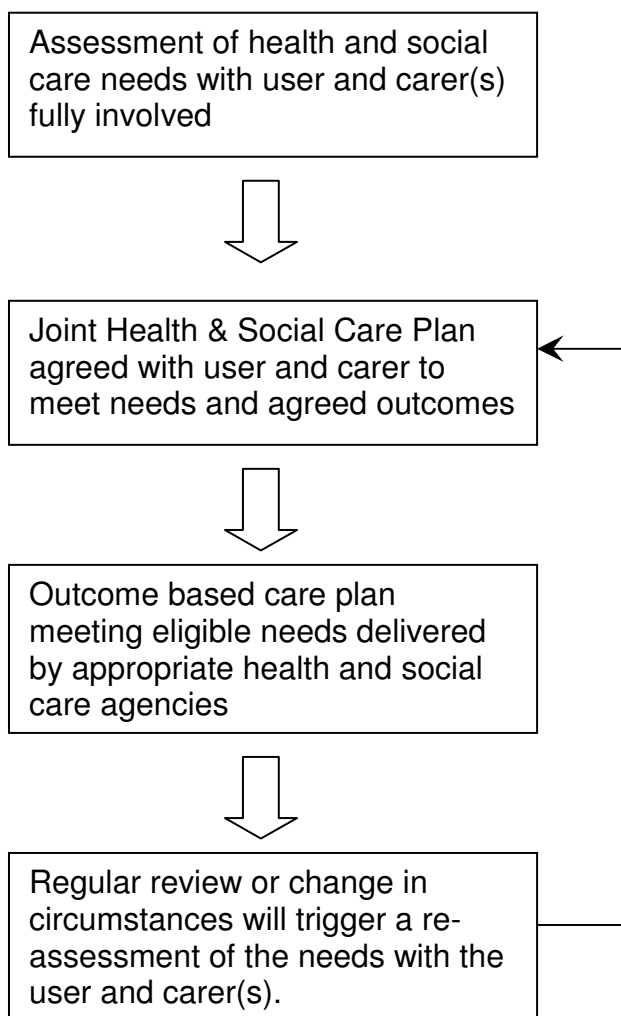 Assessment of health and social
care needs with user and carer(s)
fully involved
Joint Health & Social Care Plan
agreed with user and carer to
meet needs and agreed outcomes
Outcome based care plan
meeting eligible needs delivered
by appropriate health and social
care agencies
Regular review or change in
circumstances will trigger a re-
assessment of the needs with the
user and carer(s).